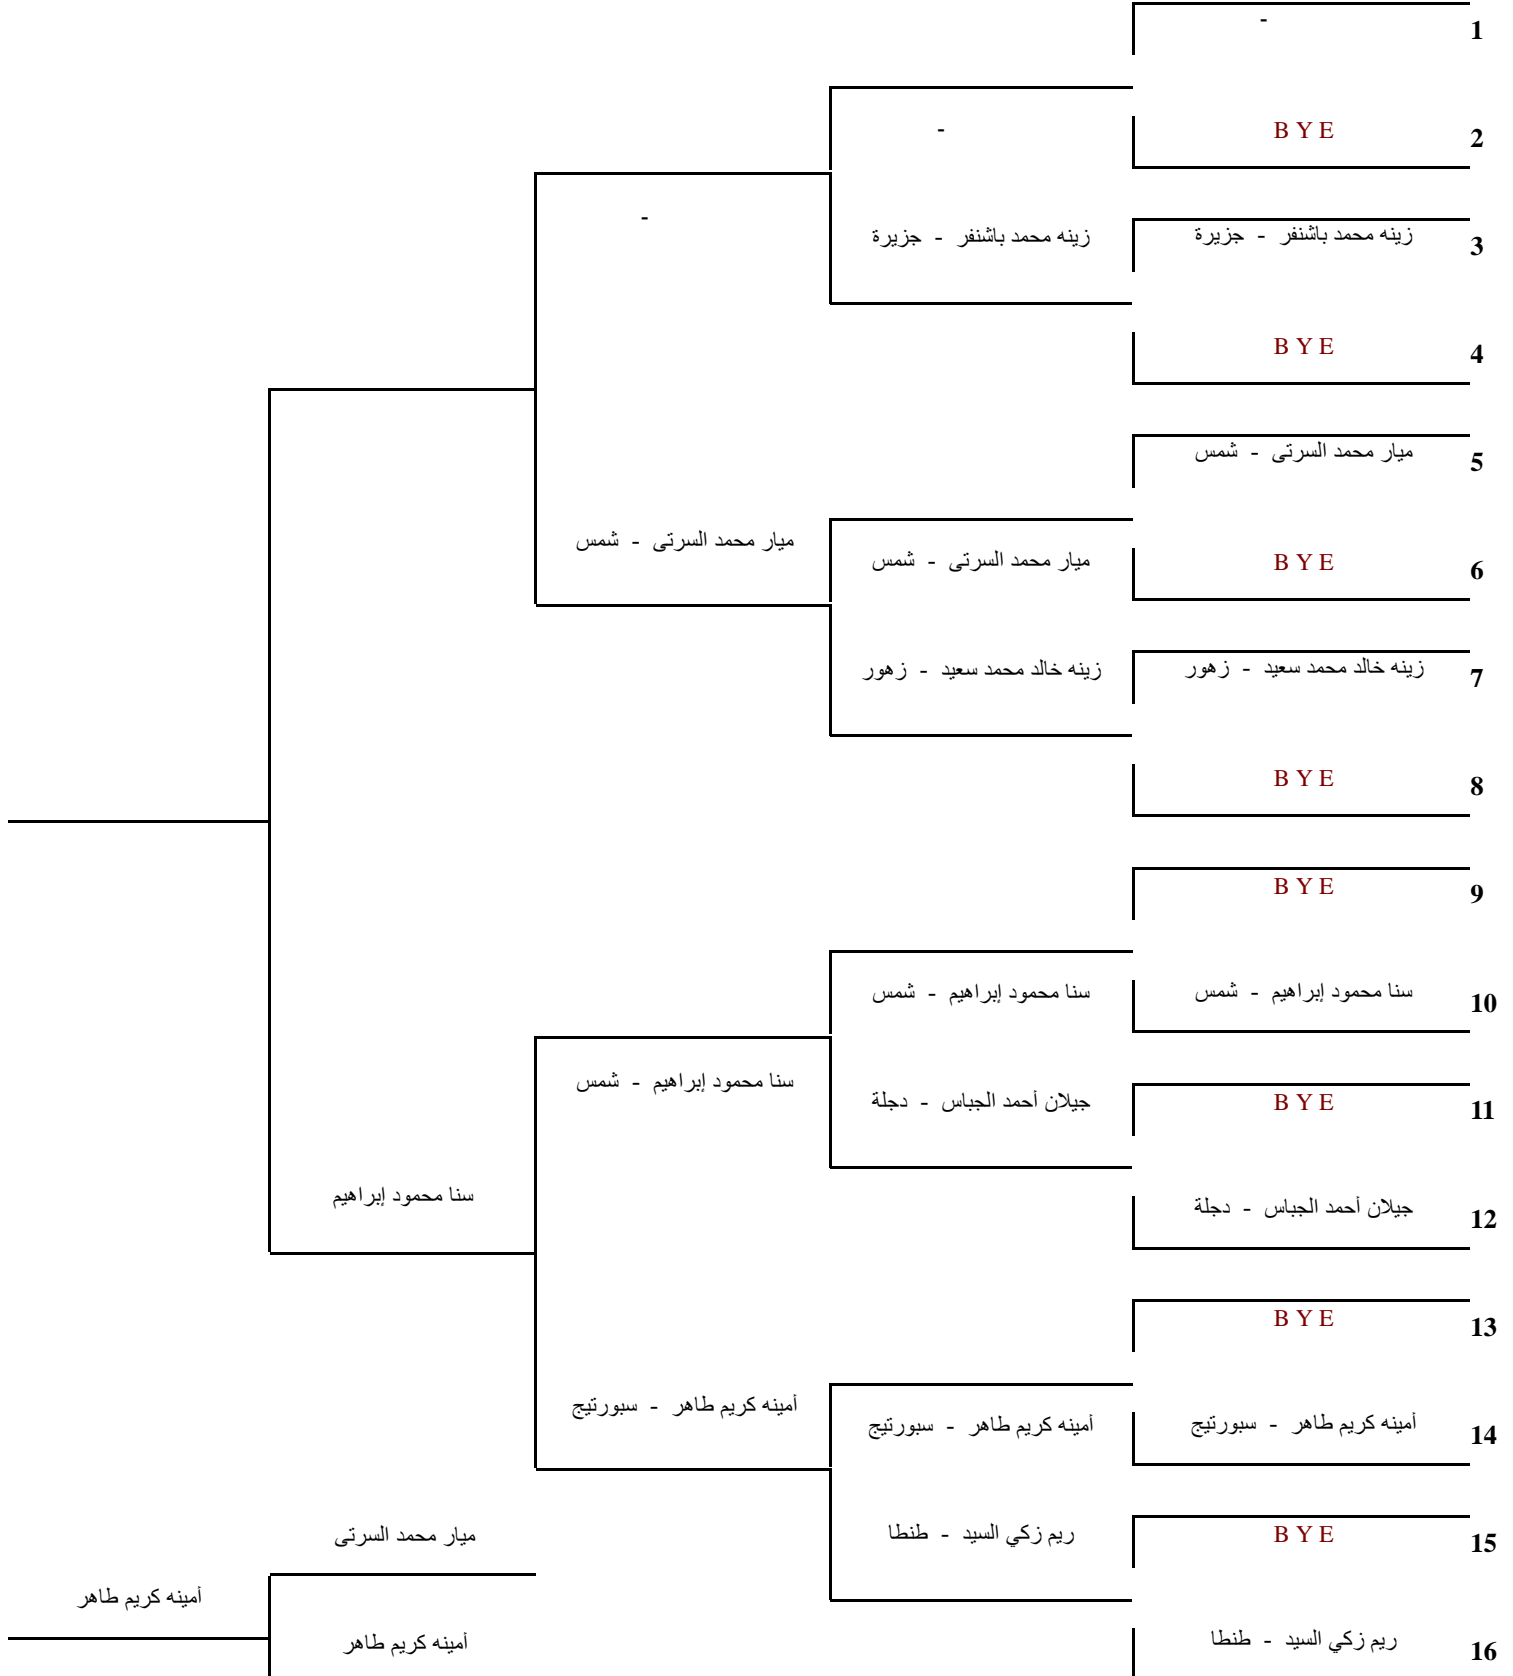 1 -
2 B Y E
-
3 زينه محمد باشنفر - جزيرة
زينه محمد باشنفر - جزيرة
-
4 B Y E
5 ميار محمد السرتى - شمس
6 B Y E
ميار محمد السرتى - شمس
ميار محمد السرتى - شمس
7 زينه خالد محمد سعيد - زهور
زينه خالد محمد سعيد - زهور
8 B Y E
9 B Y E
10 سنا محمود إبراهيم - شمس
سنا محمود إبراهيم - شمس
سنا محمود إبراهيم - شمس
11 B Y E
جيلان أحمد الجباس - دجلة
12 جيلان أحمد الجباس - دجلة
سنا محمود إبراهيم
13 B Y E
14 أمينه كريم طاهر - سبورتيج
أمينه كريم طاهر - سبورتيج
أمينه كريم طاهر - سبورتيج
15 B Y E
ريم زكي السيد - طنطا
ميار محمد السرتى
أمينه كريم طاهر
16 ريم زكي السيد - طنطا
أمينه كريم طاهر